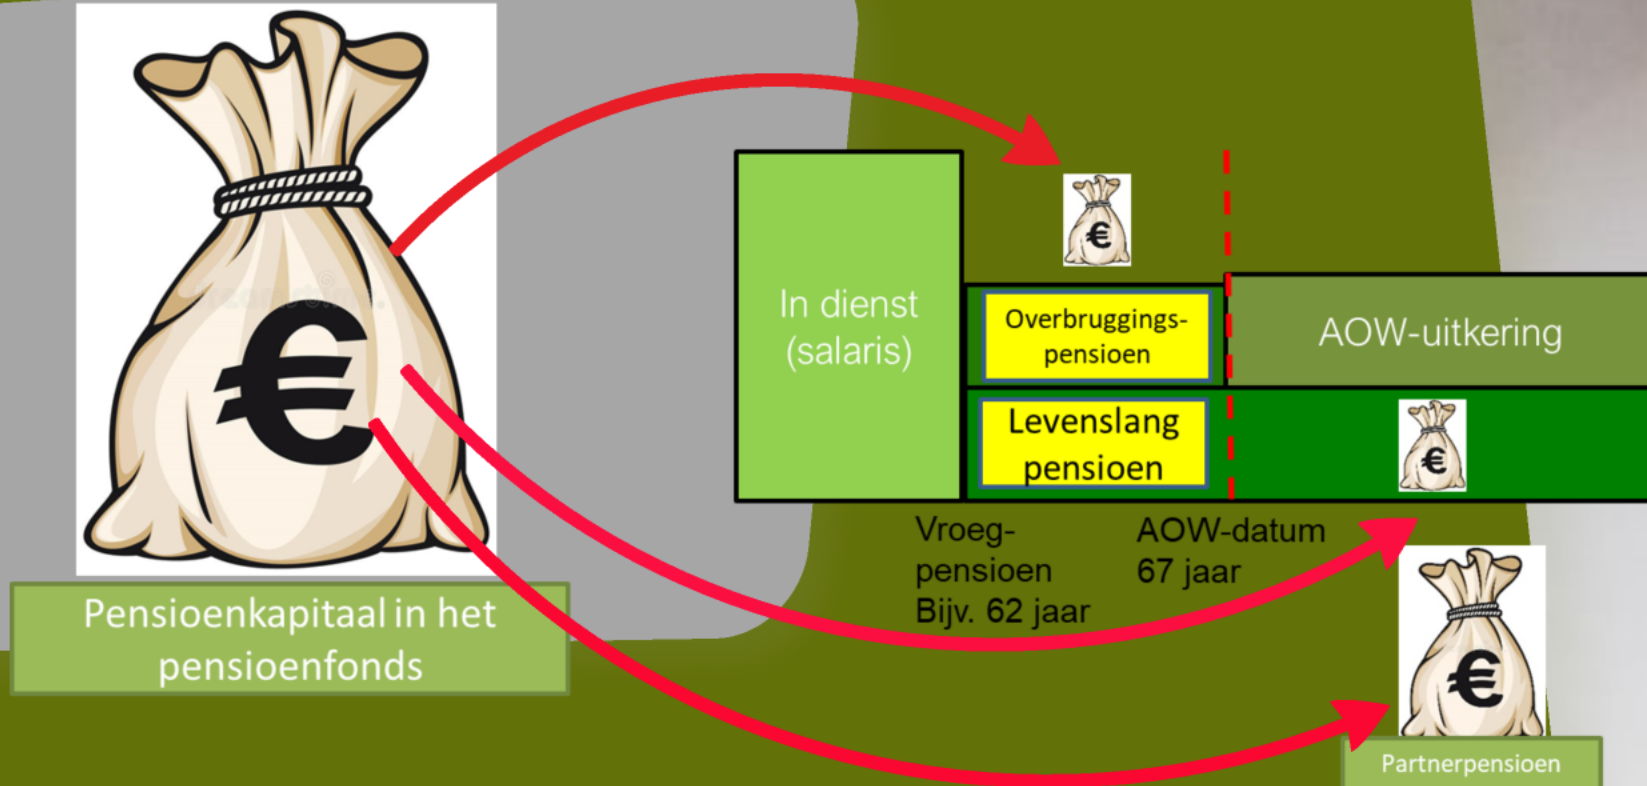 In dienst
(salaris)
Overbruggings-
pensioen
AOW-uitkering
Levenslang
pensioen
Vroeg-
pensioen
Bijv. 62 jaar
AOW-datum
67 jaar
Pensioenkapitaal in het
pensioenfonds
Partnerpensioen
€
€
€
€